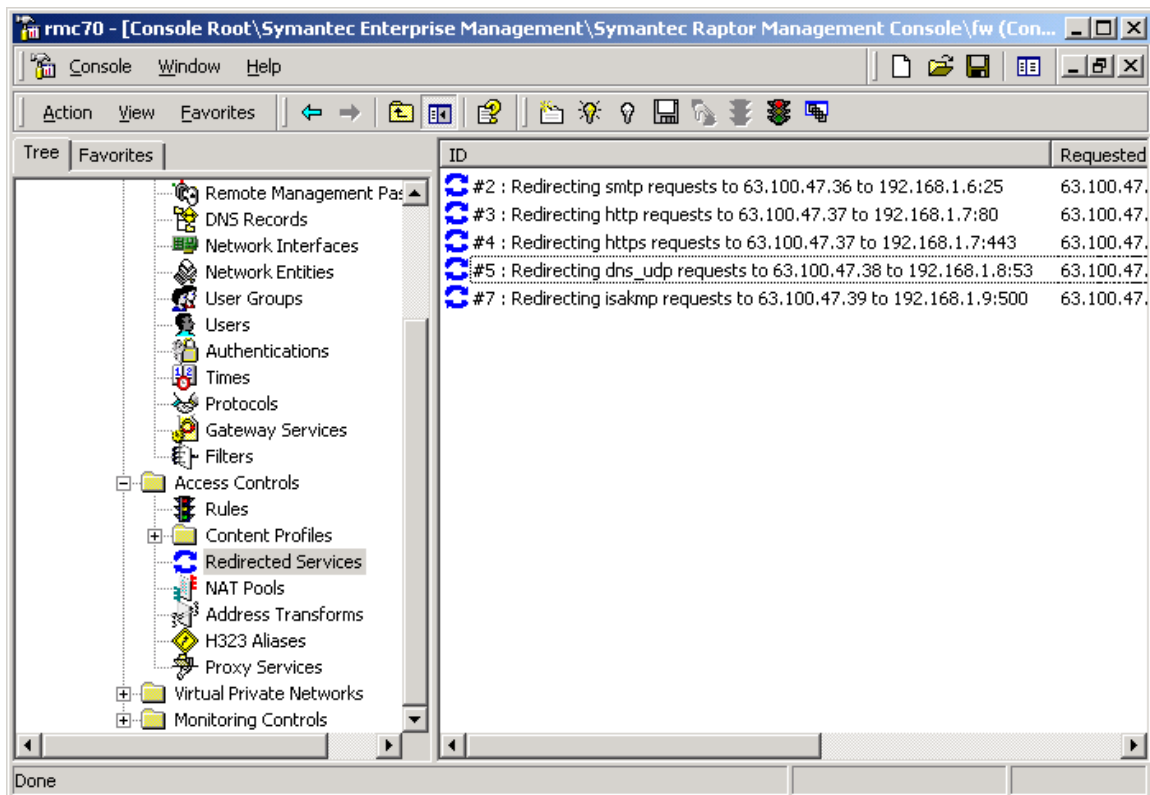 rmc70 - [Console Root\Symantec Enterprise Management\Symantec Raptor Management Console\fw (Con...
Console Window Help
Action View Favorites
Tree Favorites
Remote Management Pas
DNS Records
Network Interfaces
Network Entities
User Groups
Users
Authentications
Times
Protocols
Gateway Services
Filters
Access Controls
Rules
Content Profiles
Redirected Services
NAT Pools
Address Transforms
H323 Aliases
Proxy Services
Virtual Private Networks
Monitoring Controls
ID Requested
#2 : Redirecting smtp requests to 63.100.47.36 to 192.168.1.6:25 63.100.47.
#3 : Redirecting http requests to 63.100.47.37 to 192.168.1.7:80 63.100.47.
#4 : Redirecting https requests to 63.100.47.37 to 192.168.1.7:443 63.100.47.
#5 : Redirecting dns_udp requests to 63.100.47.38 to 192.168.1.8:53 63.100.47.
#7 : Redirecting isakmp requests to 63.100.47.39 to 192.168.1.9:500 63.100.47.
Done